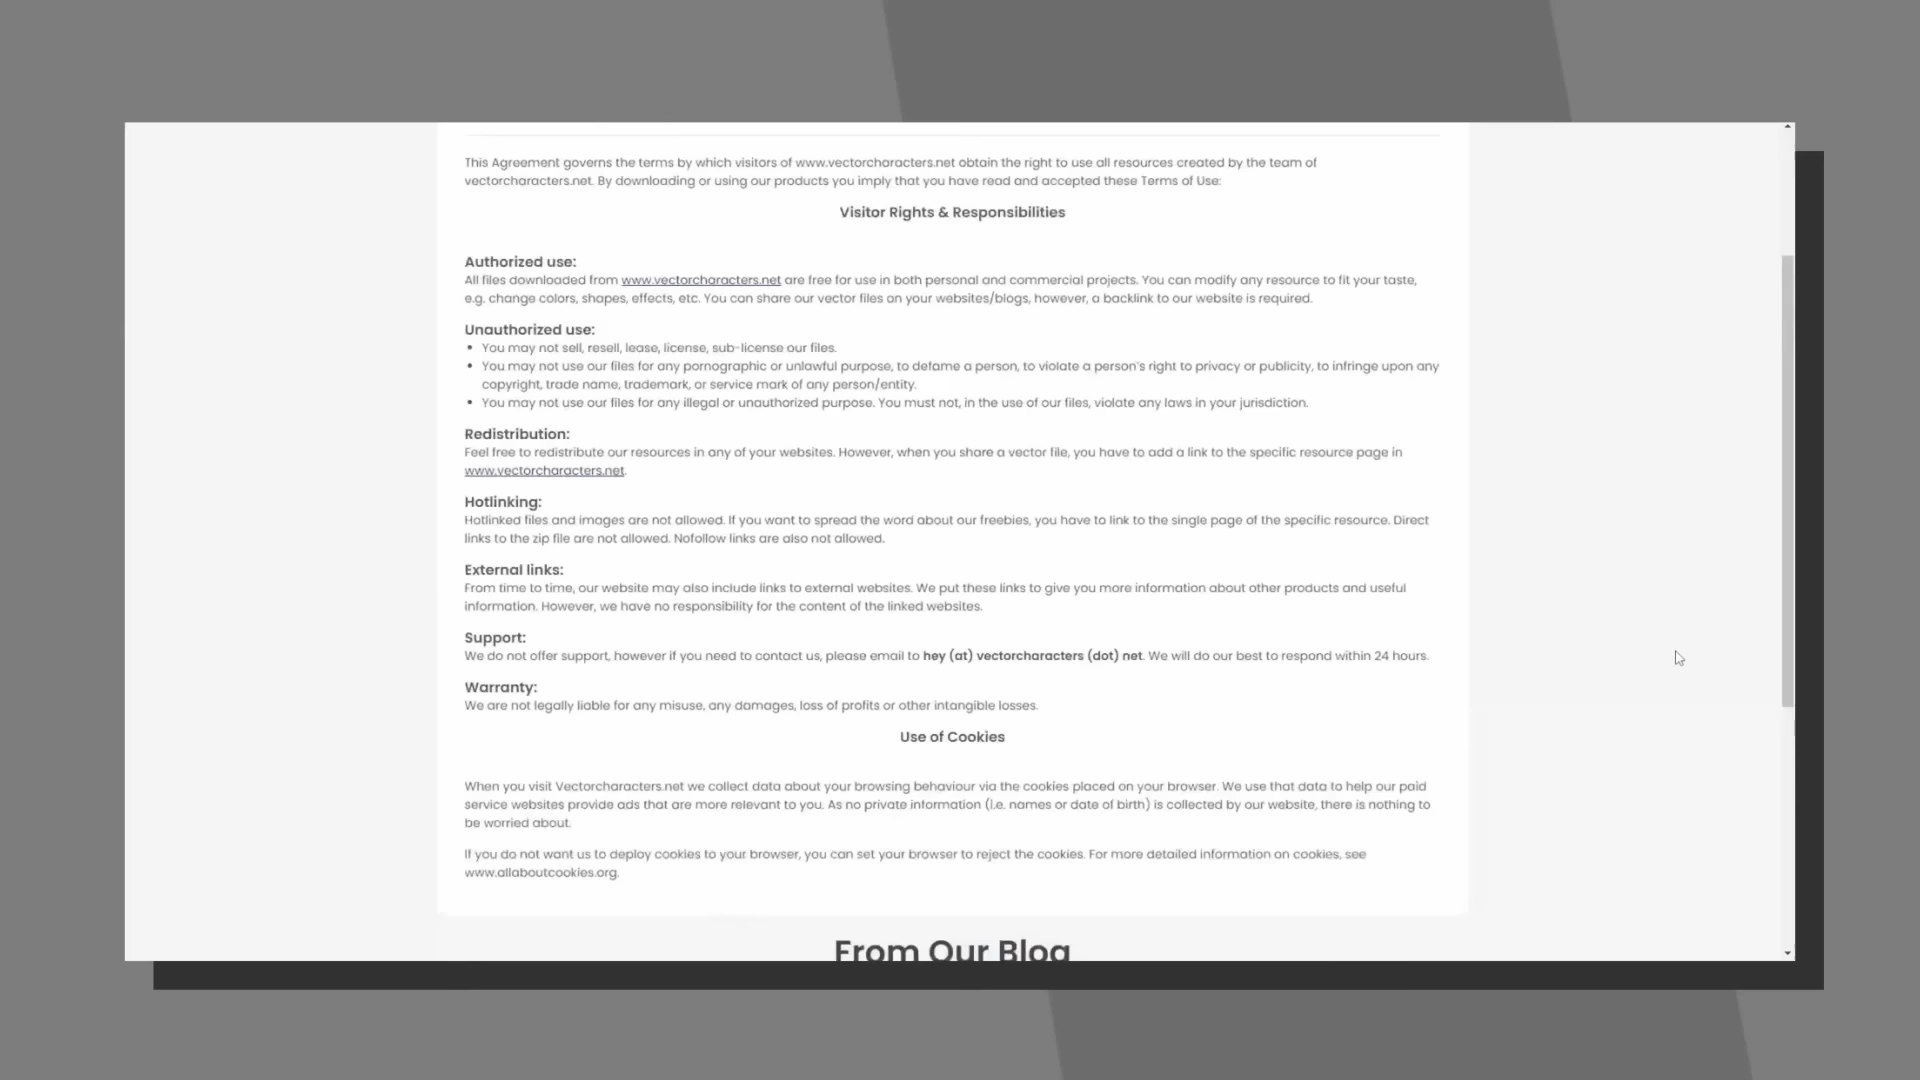 This Agreement governs the terms by which visitors of www.vectorcharacters.net obtain the right to use all resources created by the team of
vectorcharacters.net. By downloading or using our products you imply that you have read and accepted these Terms of Use:
Visitor Rights & Responsibilities
Authorized use:
All files downloaded from www.vectorcharacters.net are free for use in both personal and commercial projects. You can modify any resource to fit your taste,
e.g. change colors, shapes, effects, etc. You can share our vector files on your websites/blogs, however, a backlink to our website is required.
Unauthorized use:
• You may not sell, resell, lease, license, sub-license our files.
• You may not use our files for any pornographic or unlawful purpose, to defame a person, to violate a person's right to privacy or publicity, to infringe upon any
copyright, trade name, trademark, or service mark of any person/entity.
• You may not use our files for any illegal or unauthorized purpose. You must not, in the use of our files, violate any laws in your jurisdiction.
Redistribution:
Feel free to redistribute our resources in any of your websites. However, when you share a vector file, you have to add a link to the specific resource page in
www.vectorcharacters.net.
Hotlinking:
Hotlinked files and images are not allowed. If you want to spread the word about our freebies, you have to link to the single page of the specific resource. Direct
links to the zip file are not allowed. Nofollow links are also not allowed.
External links:
From time to time, our website may also include links to external websites. We put these links to give you more information about other products and useful
information. However, we have no responsibility for the content of the linked websites.
Support:
We do not offer support, however if you need to contact us, please email to hey (at) vectorcharacters (dot) net. We will do our best to respond within 24 hours.
Warranty:
We are not legally liable for any misuse, any damages, loss of profits or other intangible losses.
Use of Cookies
When you visit Vectorcharacters.net we collect data about your browsing behaviour via the cookies placed on your browser. We use that data to help our paid
service websites provide ads that are more relevant to you. As no private information (i.e. names or date of birth) is collected by our website, there is nothing to
be worried about.
If you do not want us to deploy cookies to your browser, you can set your browser to reject the cookies. For more detailed information on cookies, see
www.allaboutcookies.org.
From Our Blog